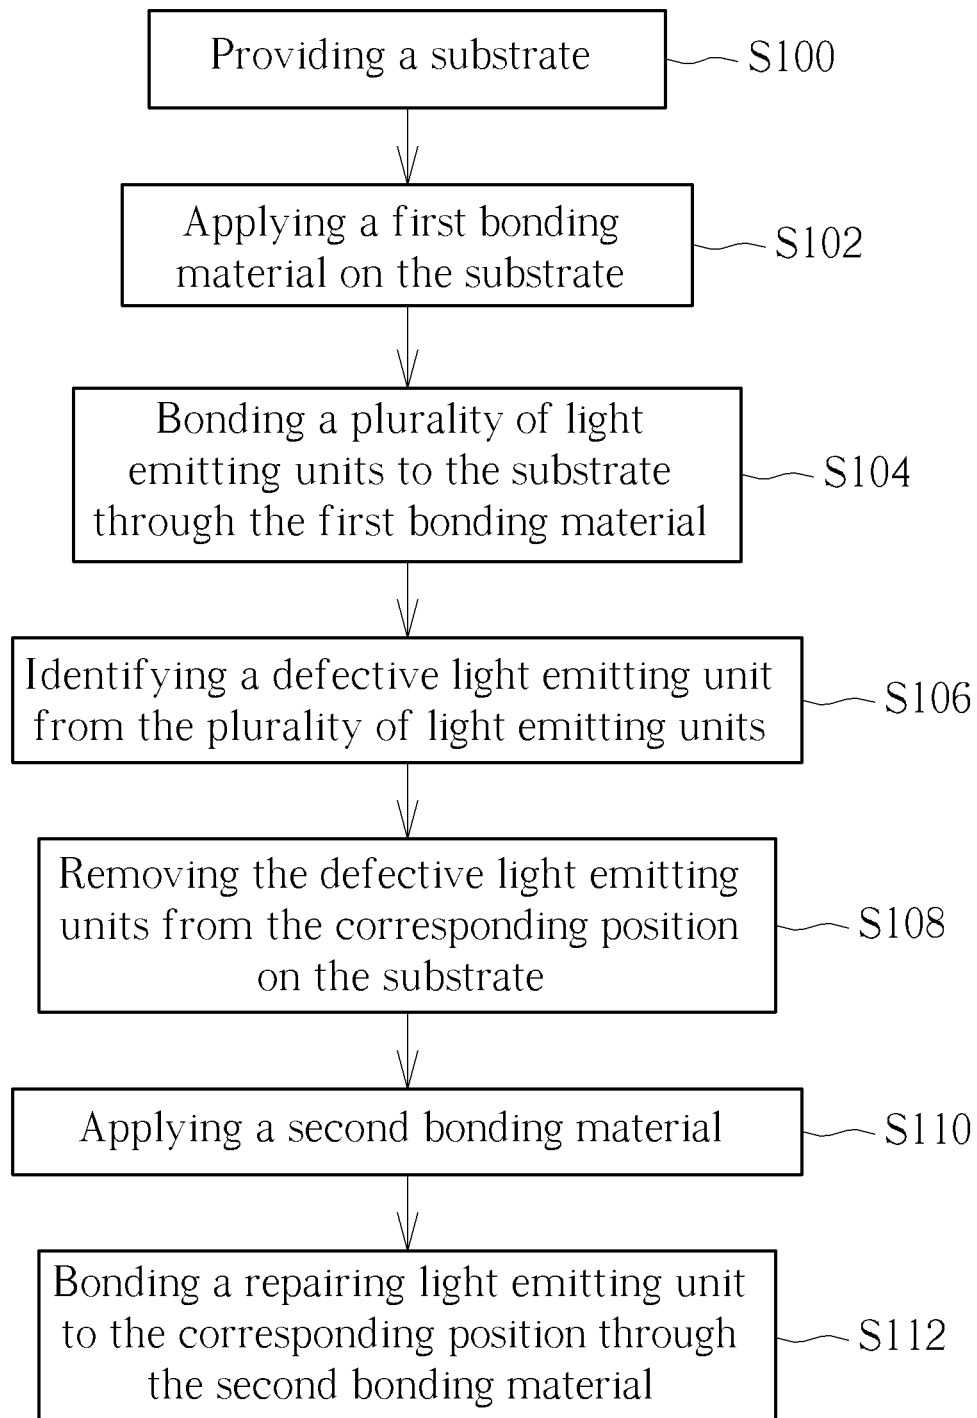 Providing a substrate
S100
Applying a first bonding
material on the substrate
S102
Bonding a plurality of light
emitting units to the substrate
through the first bonding material
S104
Identifying a defective light emitting unit
from the plurality of light emitting units
S106
Removing the defective light emitting
units from the corresponding position
on the substrate
S108
Applying a second bonding material
S110
Bonding a repairing light emitting unit
to the corresponding position through
the second bonding material
S112